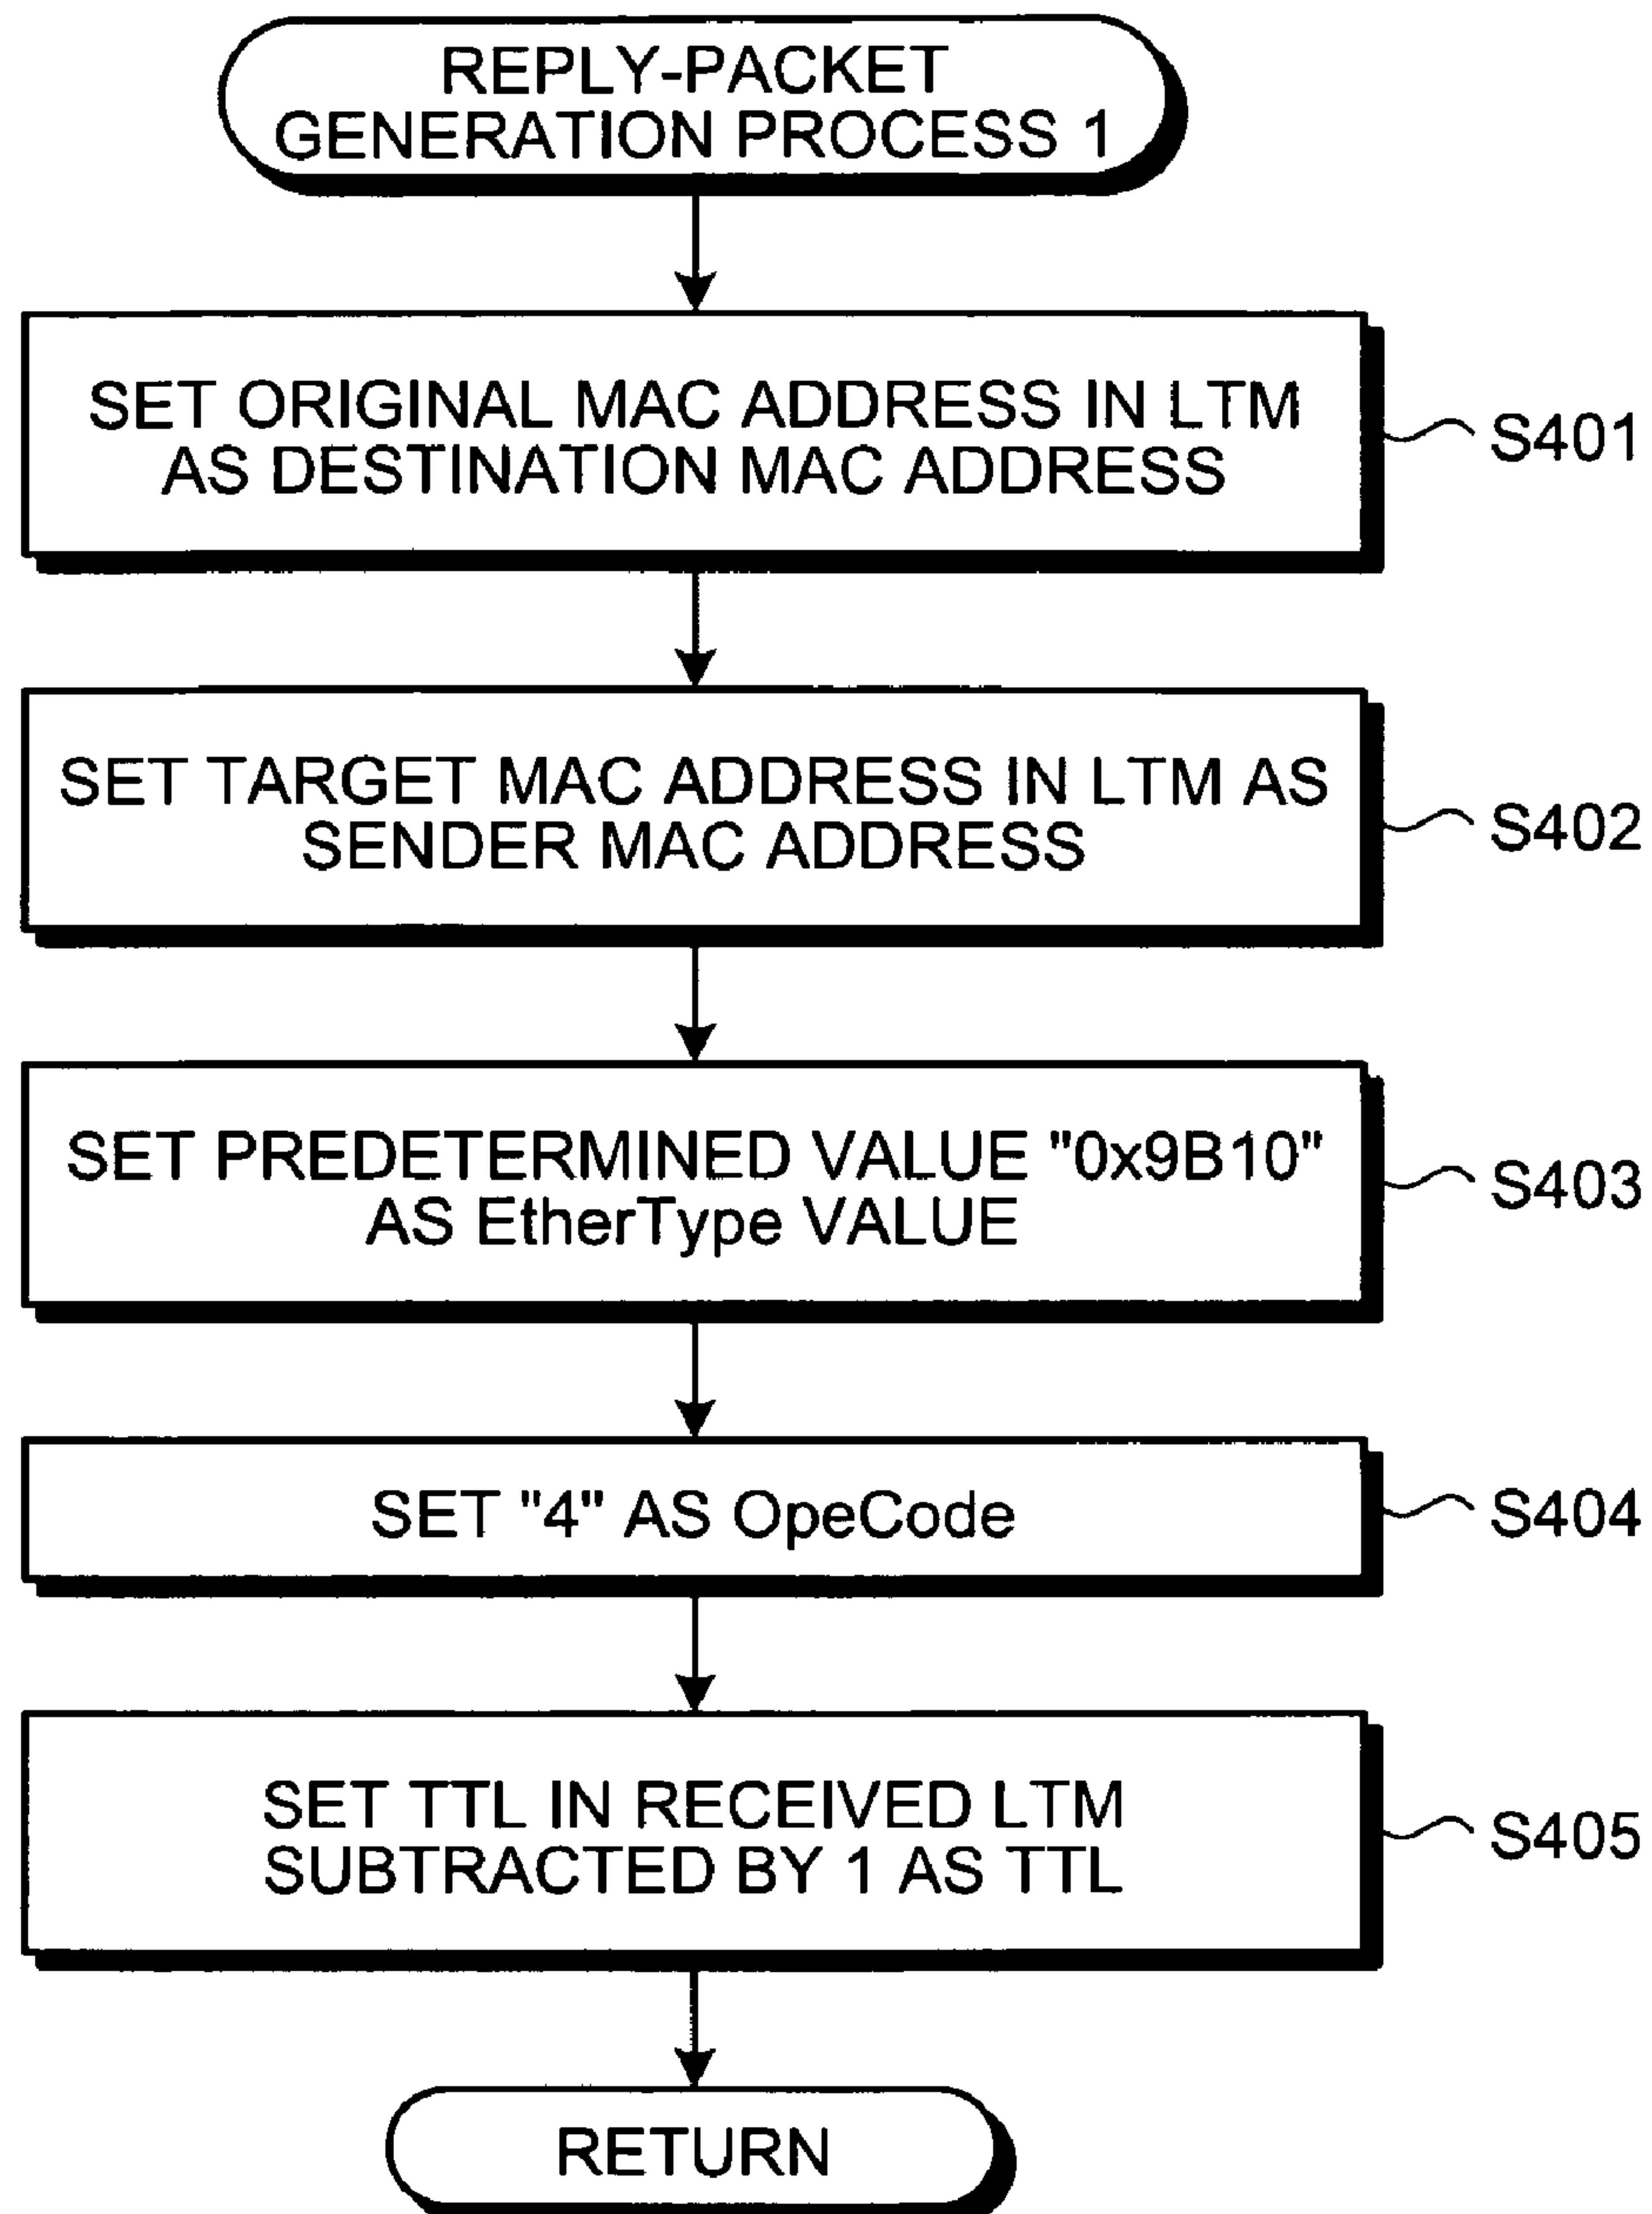 REPLY-PACKET
GENERATION PROCESS 1
SET ORIGINAL MAC ADDRESS IN LTM
AS DESTINATION MAC ADDRESS
S401
SET TARGET MAC ADDRESS IN LTM AS
SENDER MAC ADDRESS
S402
SET PREDETERMINED VALUE "0x9B10"
AS EtherType VALUE
S403
SET "4" AS OpeCode
S404
SET TTL IN RECEIVED LTM
SUBTRACTED BY 1 AS TTL
S405
RETURN